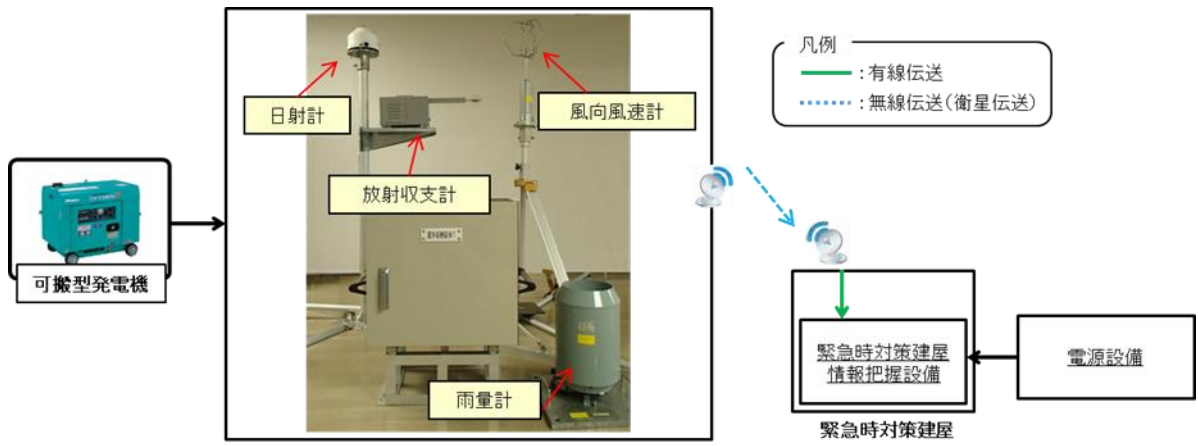 凡例
：有線伝送
：無線伝送（衛星伝送）
日射計
風向風速計
放射収支計
可搬型発電機
雨量計
緊急時対策建屋
情報把握設備
電源設備
緊急時対策建屋